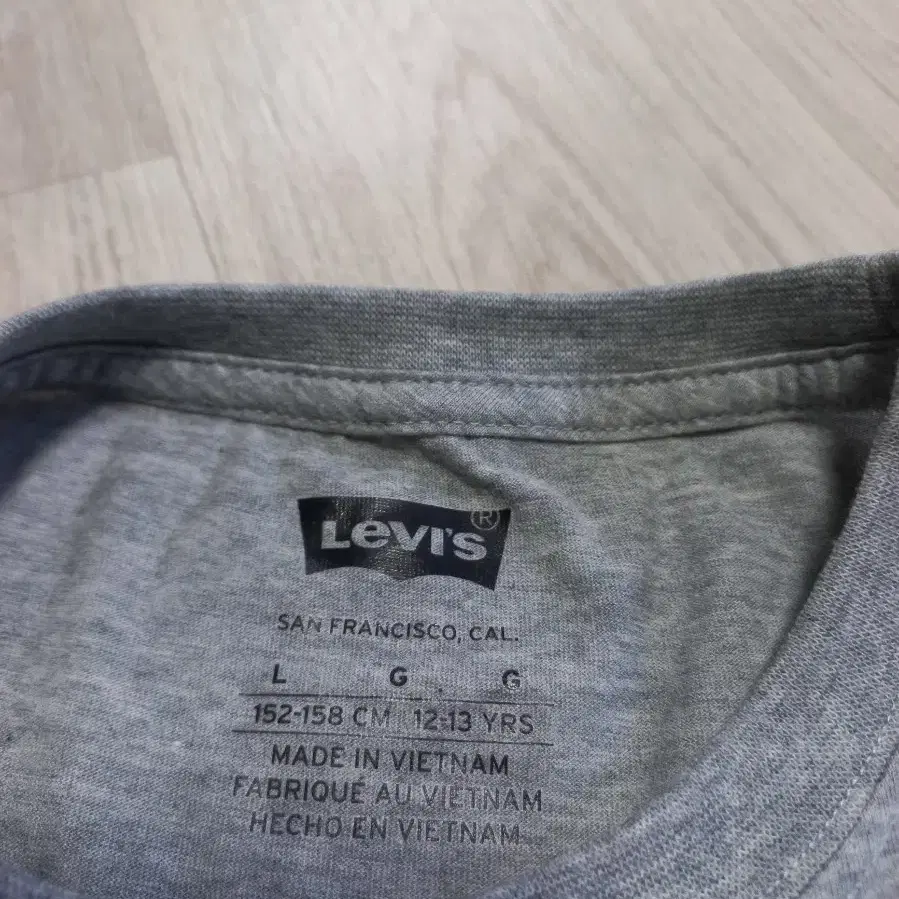 Levi's®
SAN FRANCISCO, CAL.
L G G
152-158 CM 12-13 YRS
MADE IN VIETNAM
FABRIQUÉ AU VIETNAM
HECHO EN VIETNAM